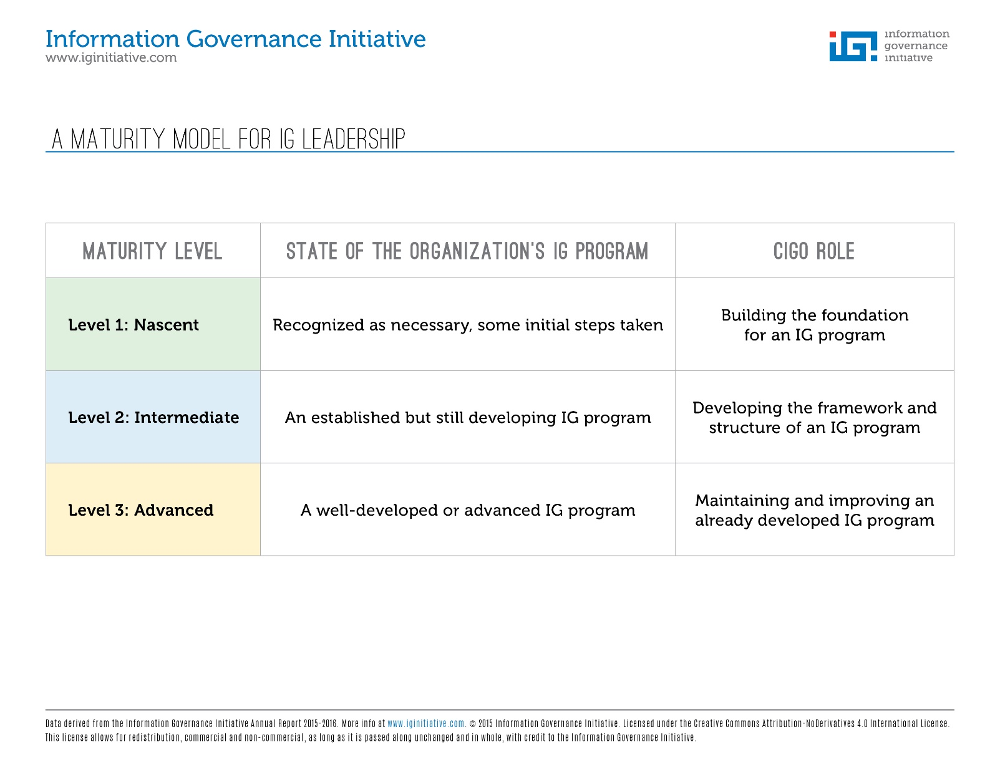 Information Governance Initiative
www.iginitiative.com
iG!
information
governance
initiative
A MATURITY MODEL FOR IG LEADERSHIP
MATURITY LEVEL
STATE OF THE ORGANIZATION'S IG PROGRAM
CIGO ROLE
Level 1: Nascent
Recognized as necessary, some initial steps taken
Building the foundation
for an IG program
Level 2: Intermediate
An established but still developing IG program
Developing the framework and
structure of an IG program
Level 3: Advanced
A well-developed or advanced IG program
Maintaining and improving an
already developed IG program
Data derived from the Information Governance Initiative Annual Report 2015-2016. More info at www.iginitiative.com. © 2015 Information Governance Initiative. Licensed under the Creative Commons Attribution-NoDerivatives 4.0 International License.
This license allows for redistribution, commercial and non-commercial, as long as it is passed along unchanged and in whole, with credit to the Information Governance Initiative.